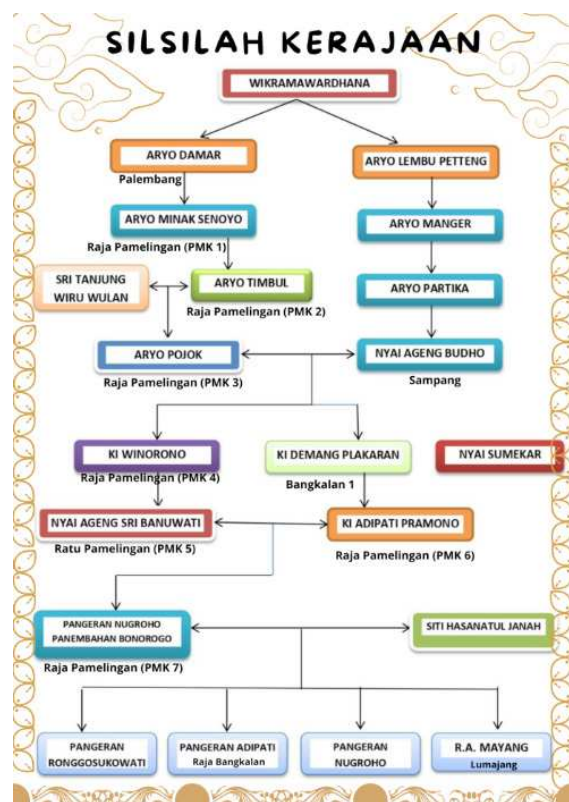 SILSILAH KERAJAAN
WIKRAMAWARDHANA
ARYO DAMAR
Palembang
ARYO LEMBU PETTENG
ARYO MINAK SENOYO
Raja Pamelingan (PMK 1)
ARYO MANGER
SRI TANJUNG
WIRU WULAN
ARYO TIMBUL
Raja Pamelingan (PMK 2)
ARYO PARTIKA
ARYO POJOK
Raja Pamelingan (PMK 3)
NYAI AGENG BUDHO
Sampang
KI WINORONO
Raja Pamelingan (PMK 4)
KI DEMANG PLAKARAN
Bangkalan 1
NYAI SUMEKAR
NYAI AGENG SRI BANUWATI
Ratu Pamelingan (PMK 5)
KI ADIPATI PRAMONO
Raja Pamelingan (PMK 6)
PANGERAN NUGROHO
PANEMBAHAN BONOROGO
Raja Pamelingan (PMK 7)
SITI HASANATUL JANAH
PANGERAN
RONGGOSUKOWATI
PANGERAN ADIPATI
Raja Bangkalan
PANGERAN
NUGROHO
R.A. MAYANG
Lumajang